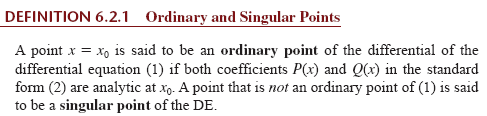 DEFINITION 6.2.1 Ordinary and Singular Points
A point x = x₀ is said to be an ordinary point of the differential of the
differential equation (1) if both coefficients P(x) and Q(x) in the standard
form (2) are analytic at x₀. A point that is not an ordinary point of (1) is said
to be a singular point of the DE.